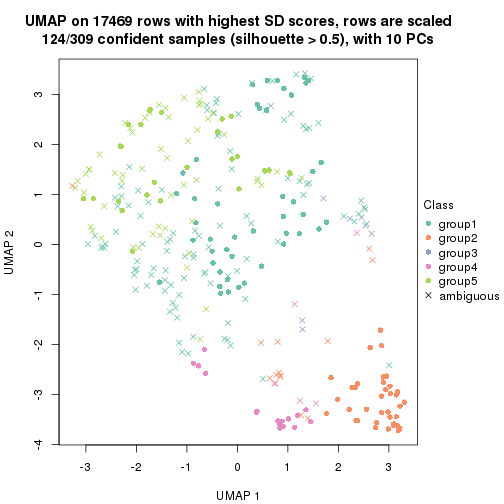 UMAP on 17469 rows with highest SD scores, rows are scaled
124/309 confident samples (silhouette > 0.5), with 10 PCs
3
2
1
0
-1
-2
-3
-4
UMAP 2
-3
-2
-1
0
1
2
3
UMAP 1
Class
group1
group2
group3
group4
group5
ambiguous